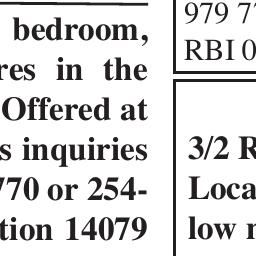 bedroom,
res in the
Offered at
s inquiries
770 or 254-
tion 14079
979 77
RBI 0
3/2 R
Loca
low r